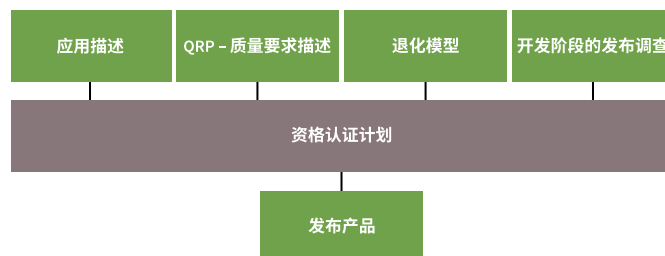 应用描述
QRP – 质量要求描述
退化模型
开发阶段的发布调查
资格认证计划
发布产品